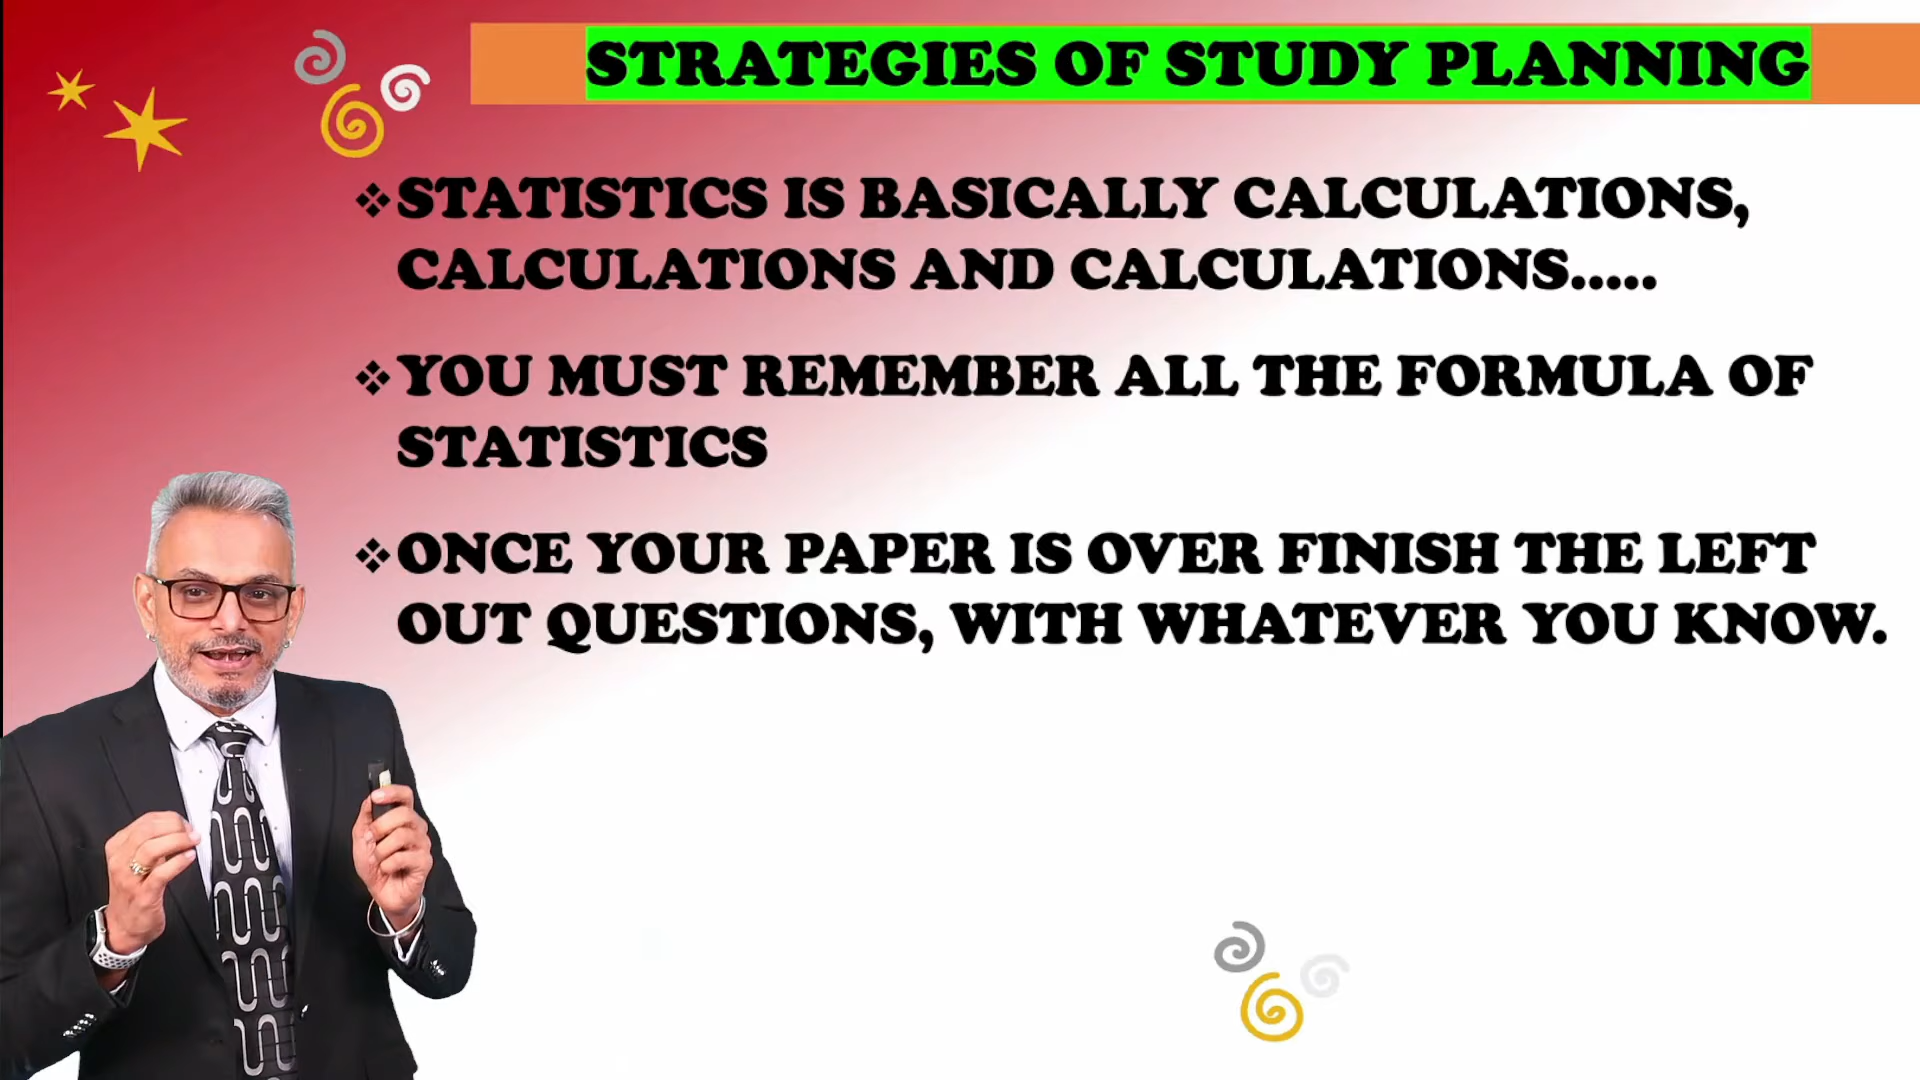 STRATEGIES OF STUDY PLANNING
❖STATISTICS IS BASICALLY CALCULATIONS,
CALCULATIONS AND CALCULATIONS.....
❖YOU MUST REMEMBER ALL THE FORMULA OF
STATISTICS
❖ONCE YOUR PAPER IS OVER FINISH THE LEFT
OUT QUESTIONS, WITH WHATEVER YOU KNOW.